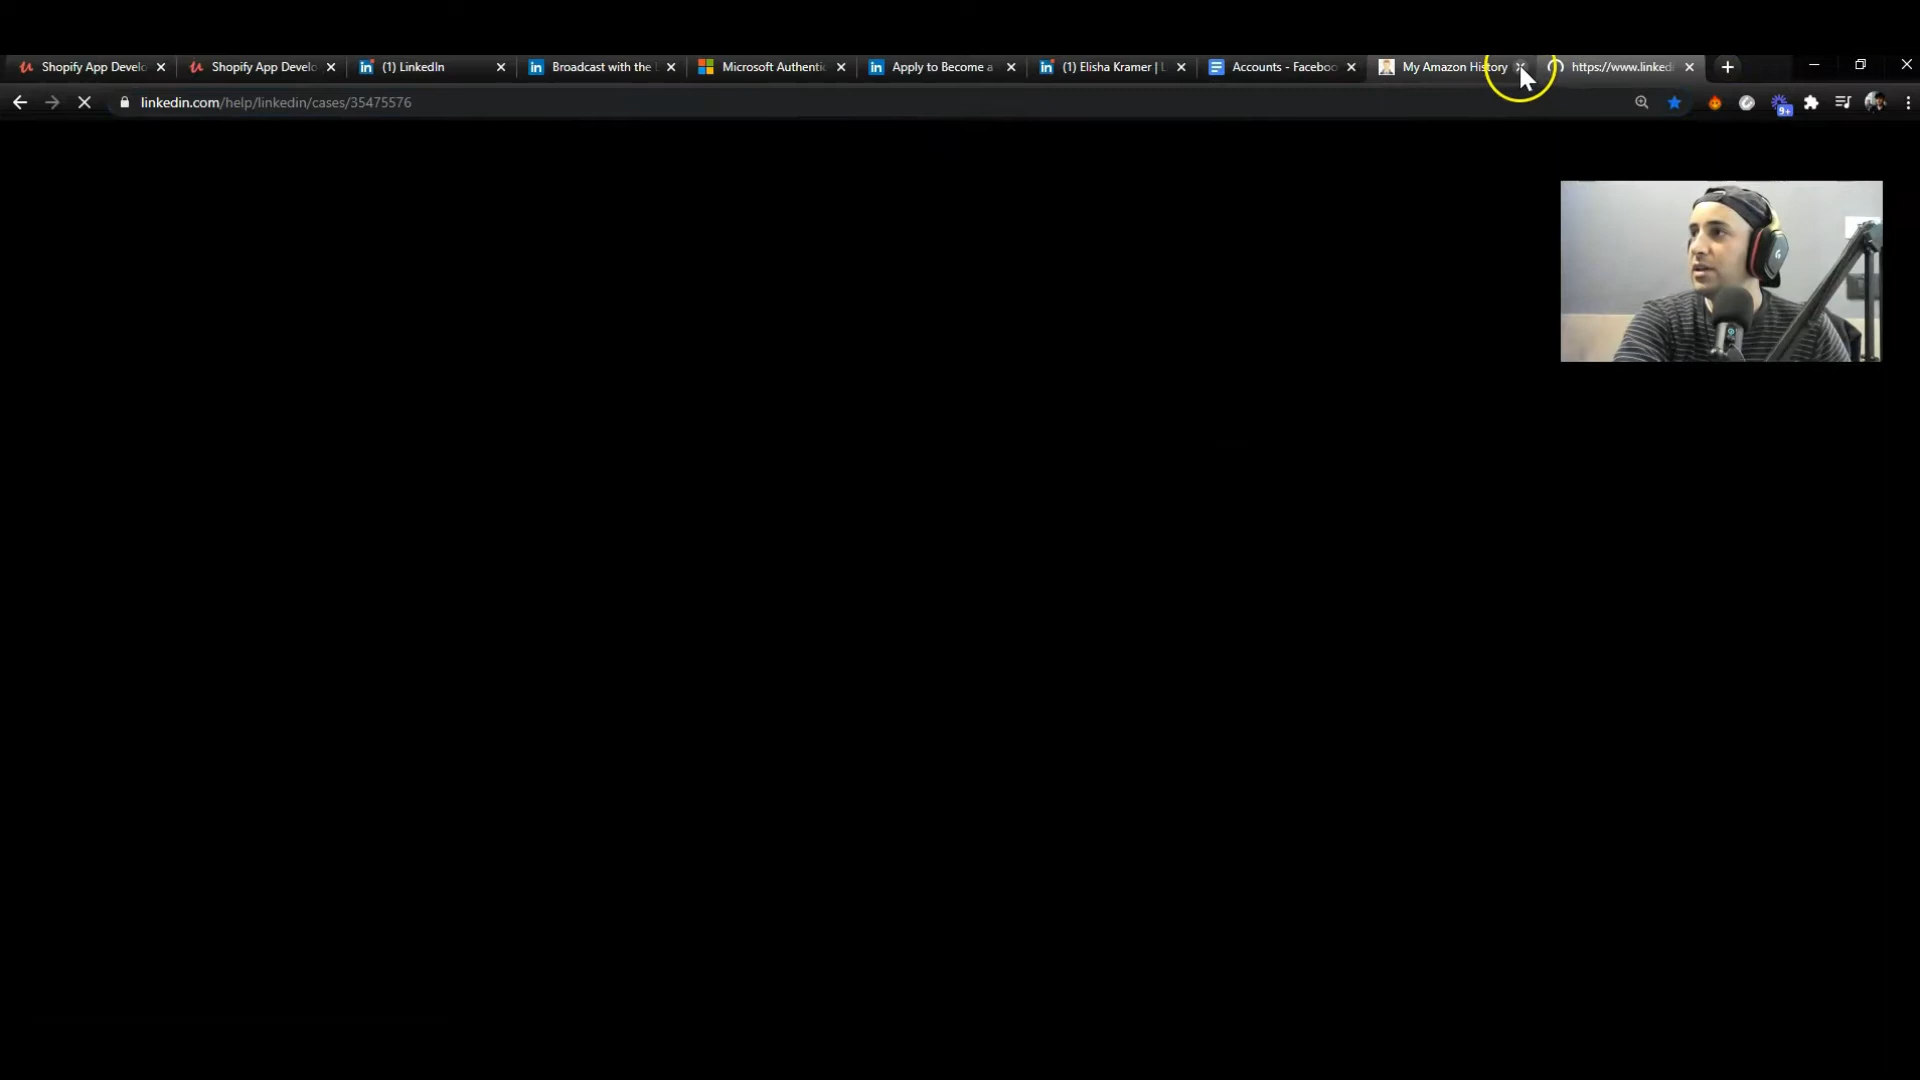 Shopify App Develo
Shopify App Develo
(1) LinkedIn
Broadcast with the
Microsoft Authenti
Apply to Become a
(1) Elisha Kramer | L
Accounts - Faceboo
My Amazon History
https://www.linked
linkedin.com/help/linkedin/cases/35475576
9+